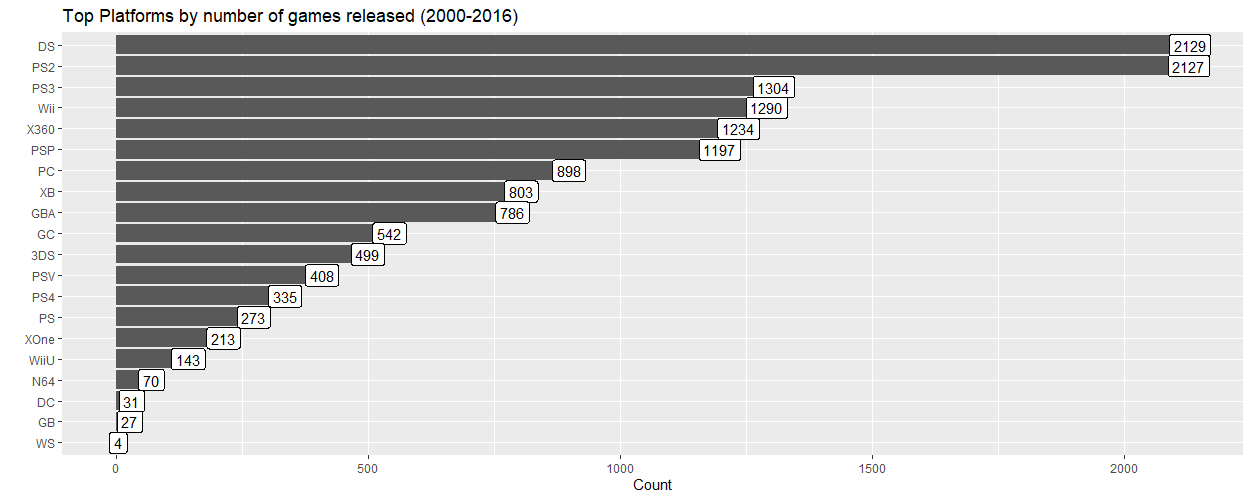 Top Platforms by number of games released (2000-2016)
DS 2129
PS2 2127
PS3 1304
Wii 1290
X360 1234
PSP 1197
PC 898
XB 803
GBA 786
GC 542
3DS 499
PSV 408
PS4 335
PS 273
XOne 213
WiiU 143
N64 70
DC 31
GB 27
WS 4
0 500 1000 1500 2000
Count